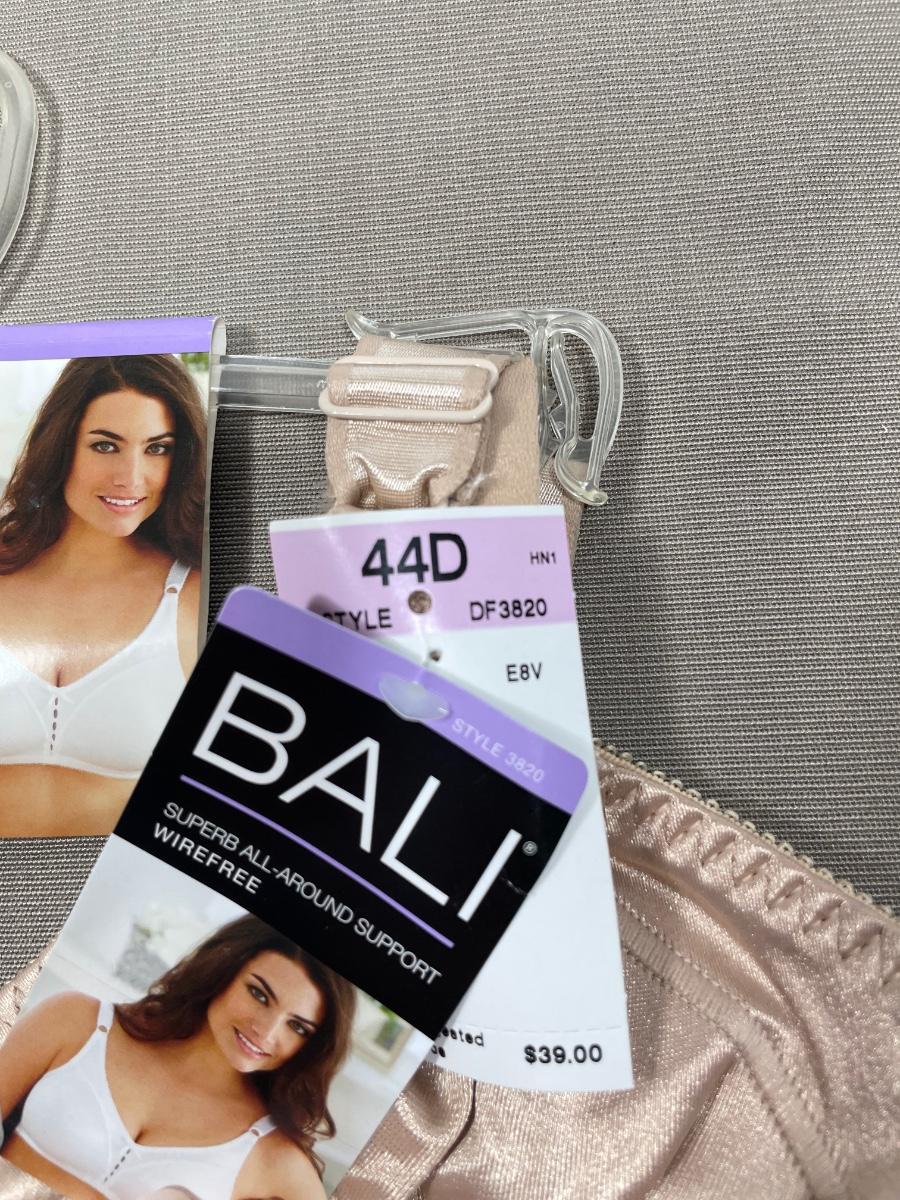 44D
HN1
STYLE DF3820
E8V
STYLE 3820
BALI®
SUPERB ALL-AROUND SUPPORT
WIREFREE
$39.00